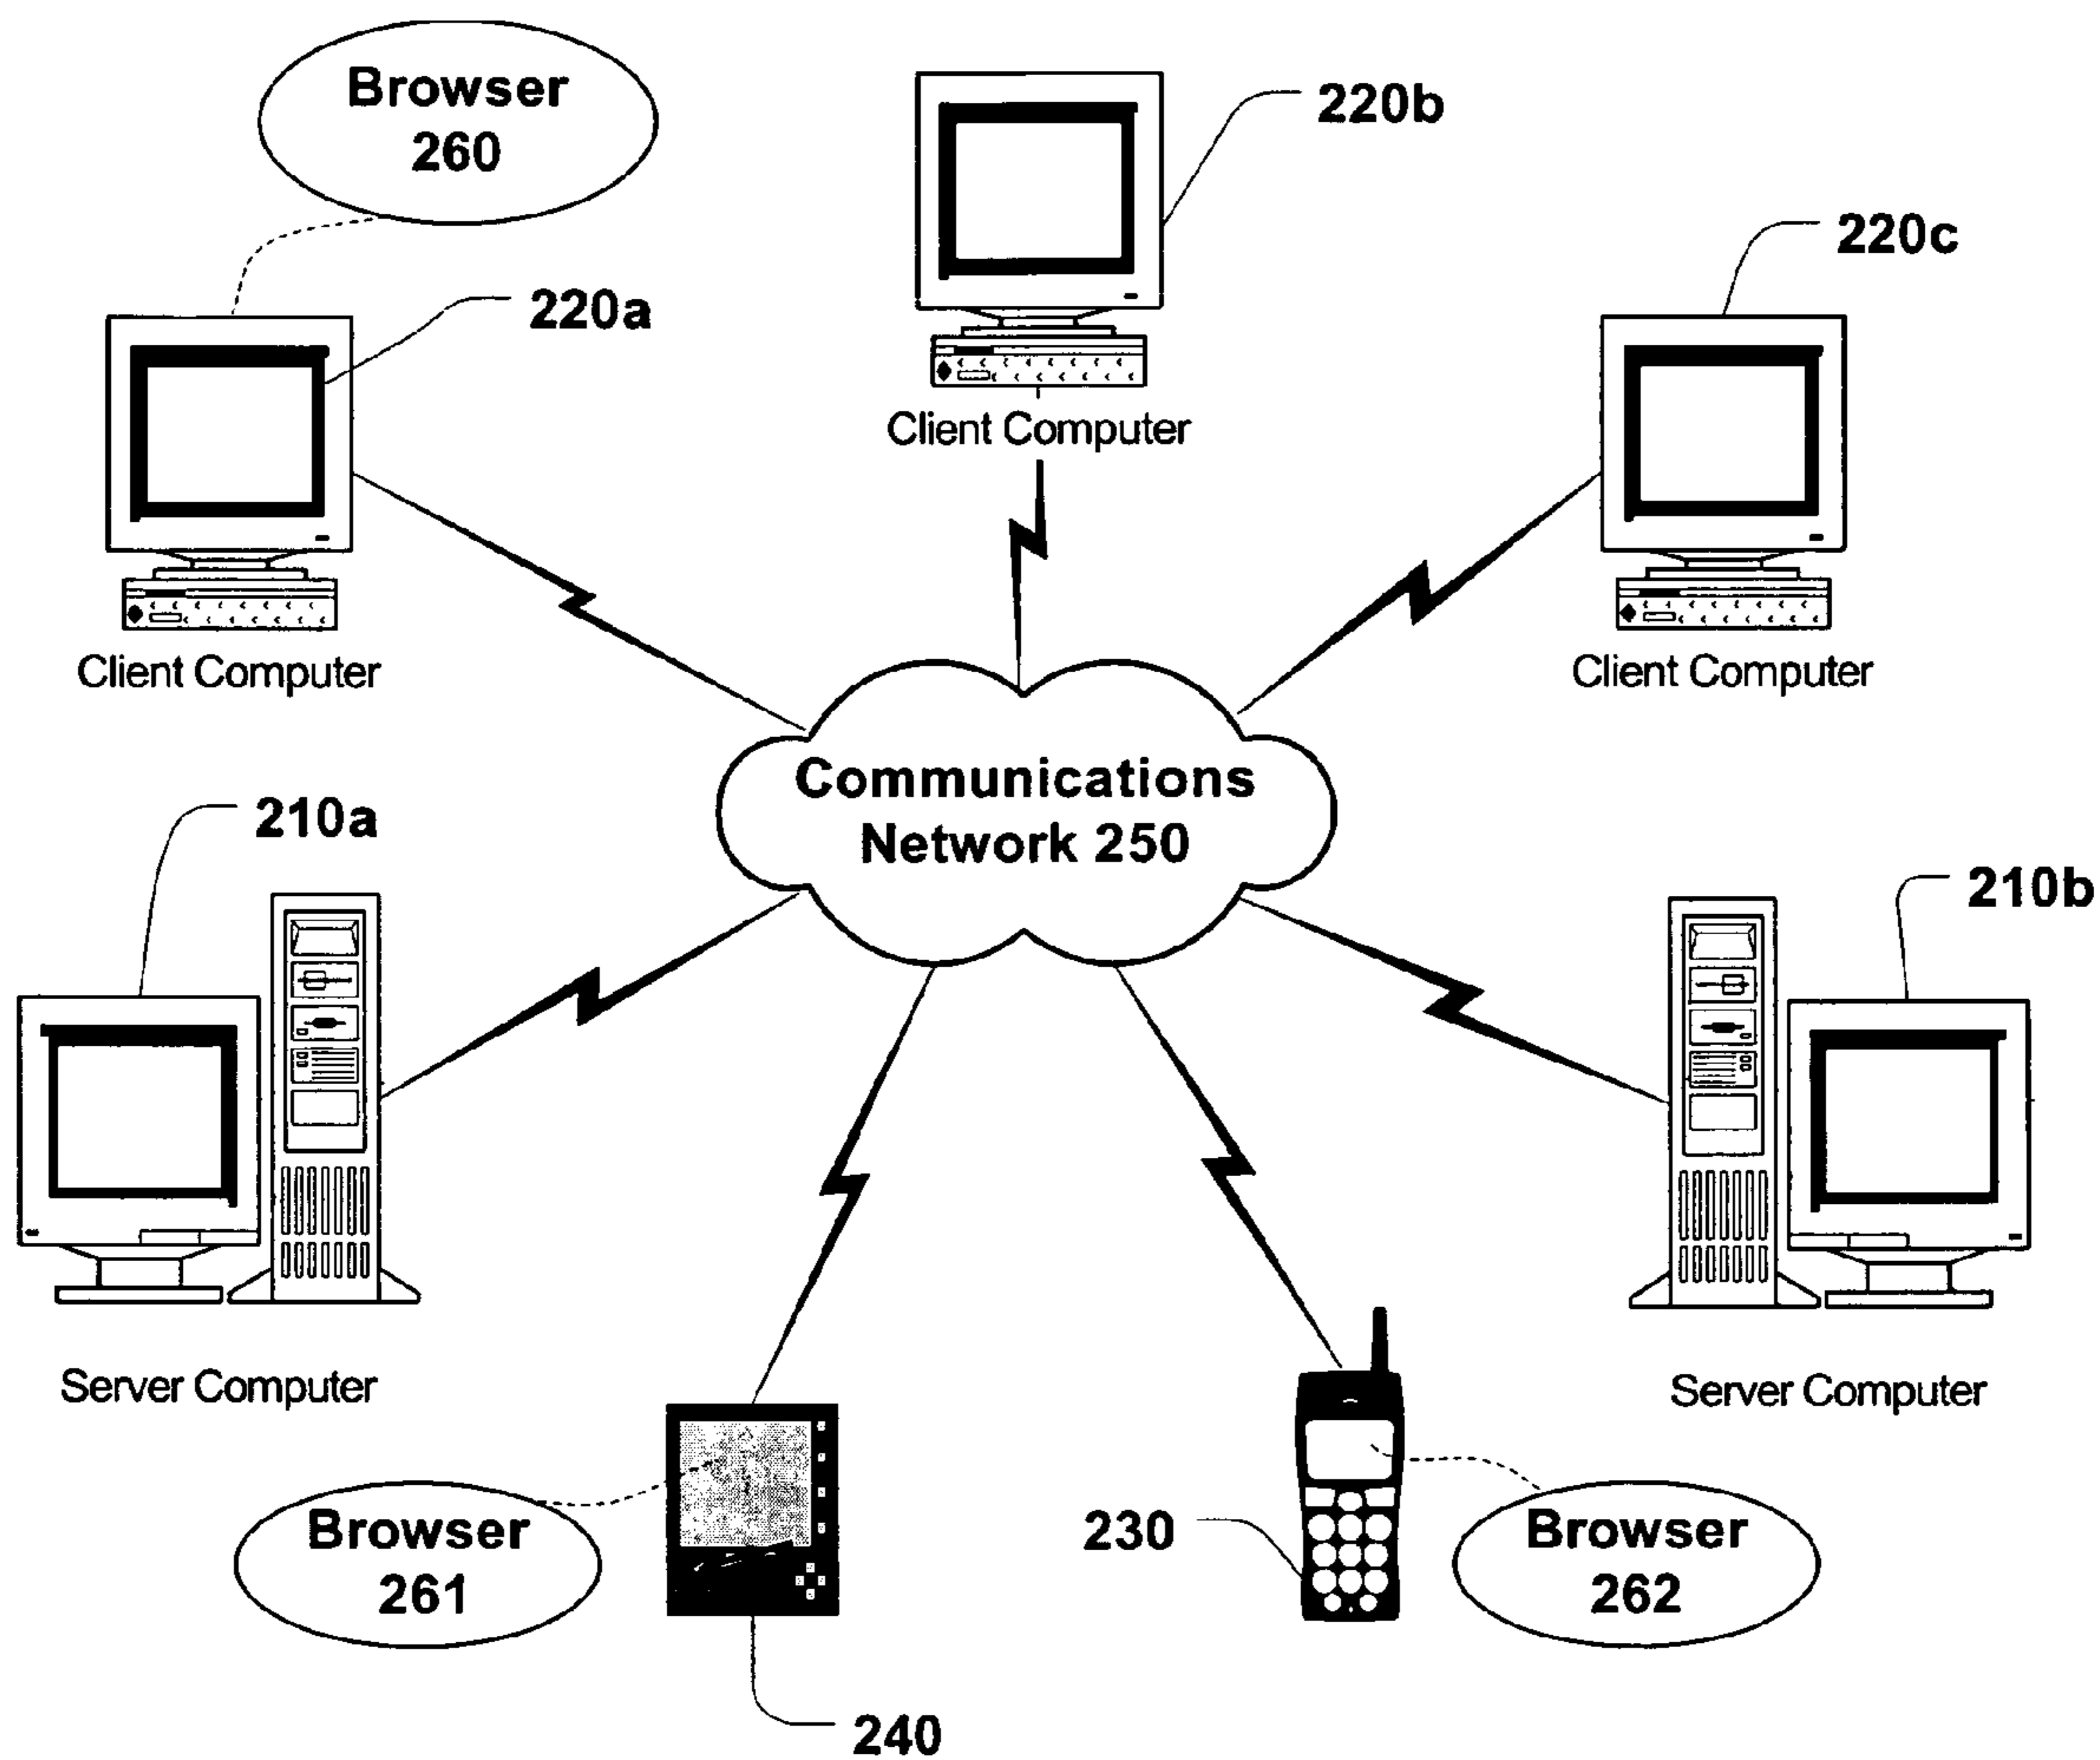 Browser
260
220b
220c
220a
Client Computer
Client Computer
Client Computer
Communications
Network 250
210a
210b
Server Computer
Server Computer
Browser
261
230
Browser
262
240